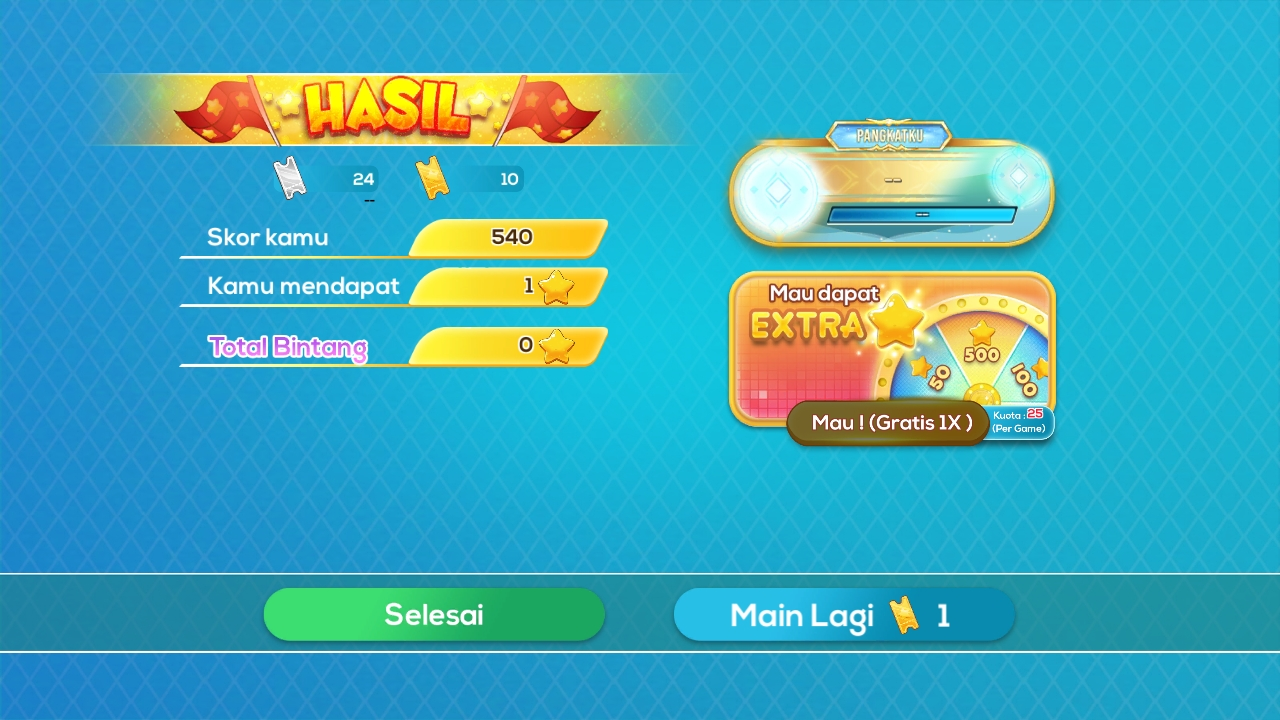 HASIL
24
10
--
Skor kamu
540
Kamu mendapat
1
Total Bintang
0
PANGKATKU
--
--
Mau dapat
EXTRA
50
500
100
Mau ! (Gratis 1X )
Kuota : 25
(Per Game)
Selesai
Main Lagi 1